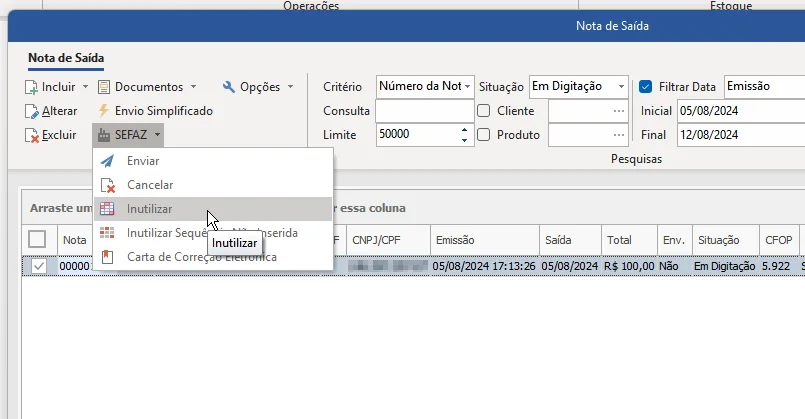 Operações
Estoque
Nota de Saída
Nota de Saída
Incluir
Documentos
Opções
Critério
Número da Not
Situação
Em Digitação
Filtrar Data
Emissão
Alterar
Envio Simplificado
Consulta
Cliente
Inicial
05/08/2024
Excluir
SEFAZ
Limite
50000
Produto
Final
12/08/2024
Pesquisas
Enviar
Cancelar
Inutilizar
Inutilizar Sequência Não Inserida
Inutilizar
Carta de Correção Eletrônica
Arraste um
r essa coluna
Nota
F
CNPJ/CPF
Emissão
Saída
Total
Env.
Situação
CFOP
05/08/2024 17:13:26
05/08/2024
R$ 100,00
Não
Em Digitação
5.922